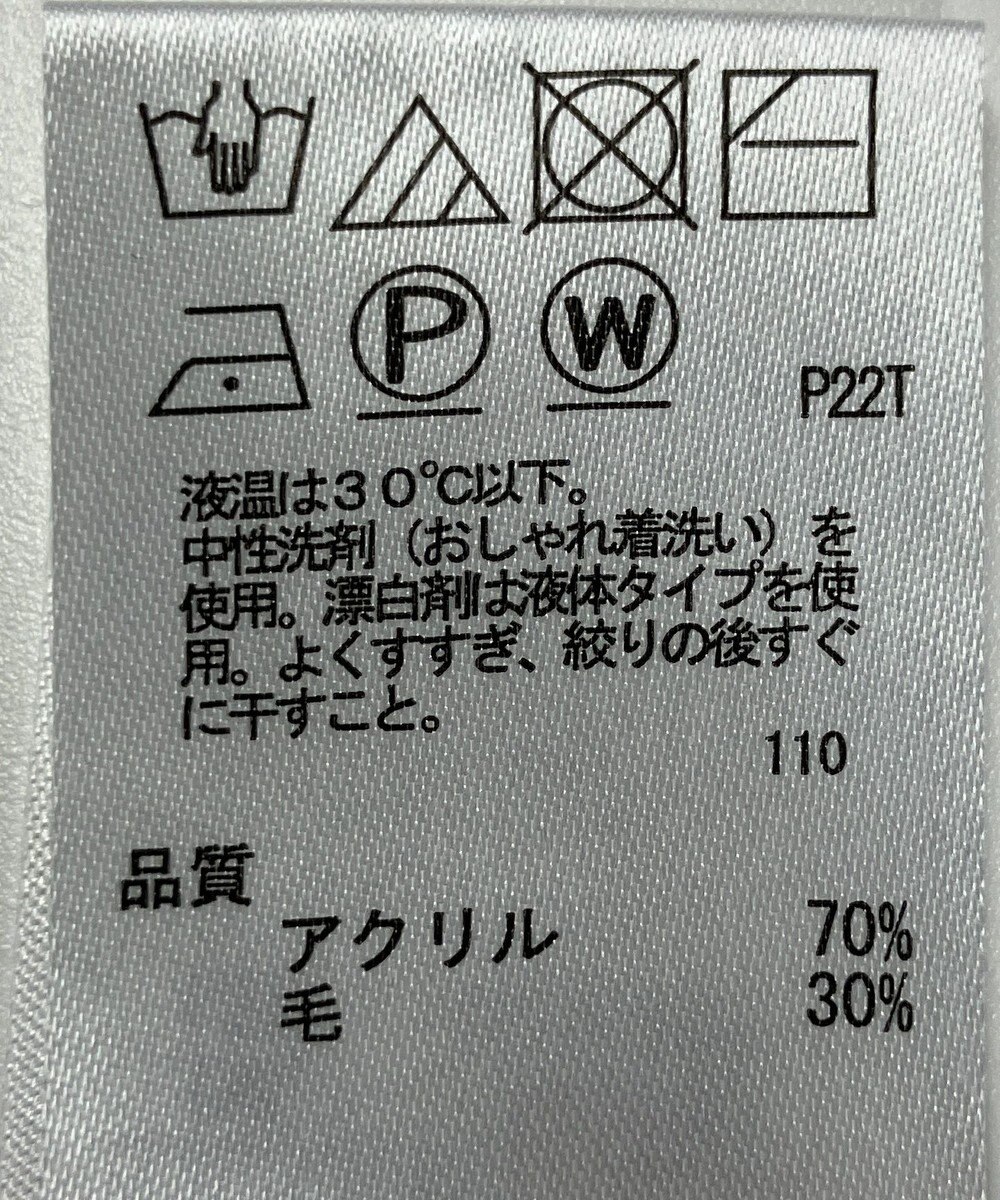 P W
P22T
液温は30℃以下。
中性洗剤（おしゃれ着洗い）を
使用。漂白剤は液体タイプを使
用。よくすすぎ、絞りの後すぐ
に干すこと。
110
品質
アクリル 70%
毛 30%